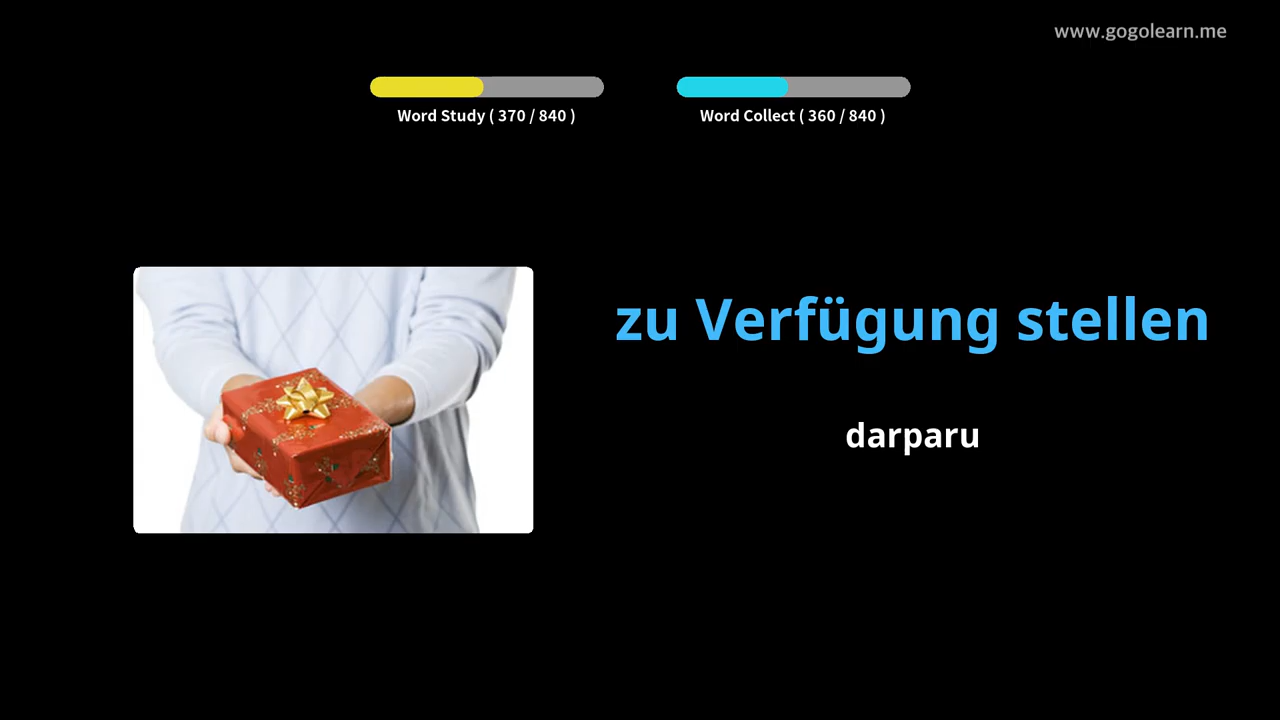 www.gogolearn.me
Word Study ( 370 / 840 )
Word Collect ( 360 / 840 )
zu Verfügung stellen
darparu